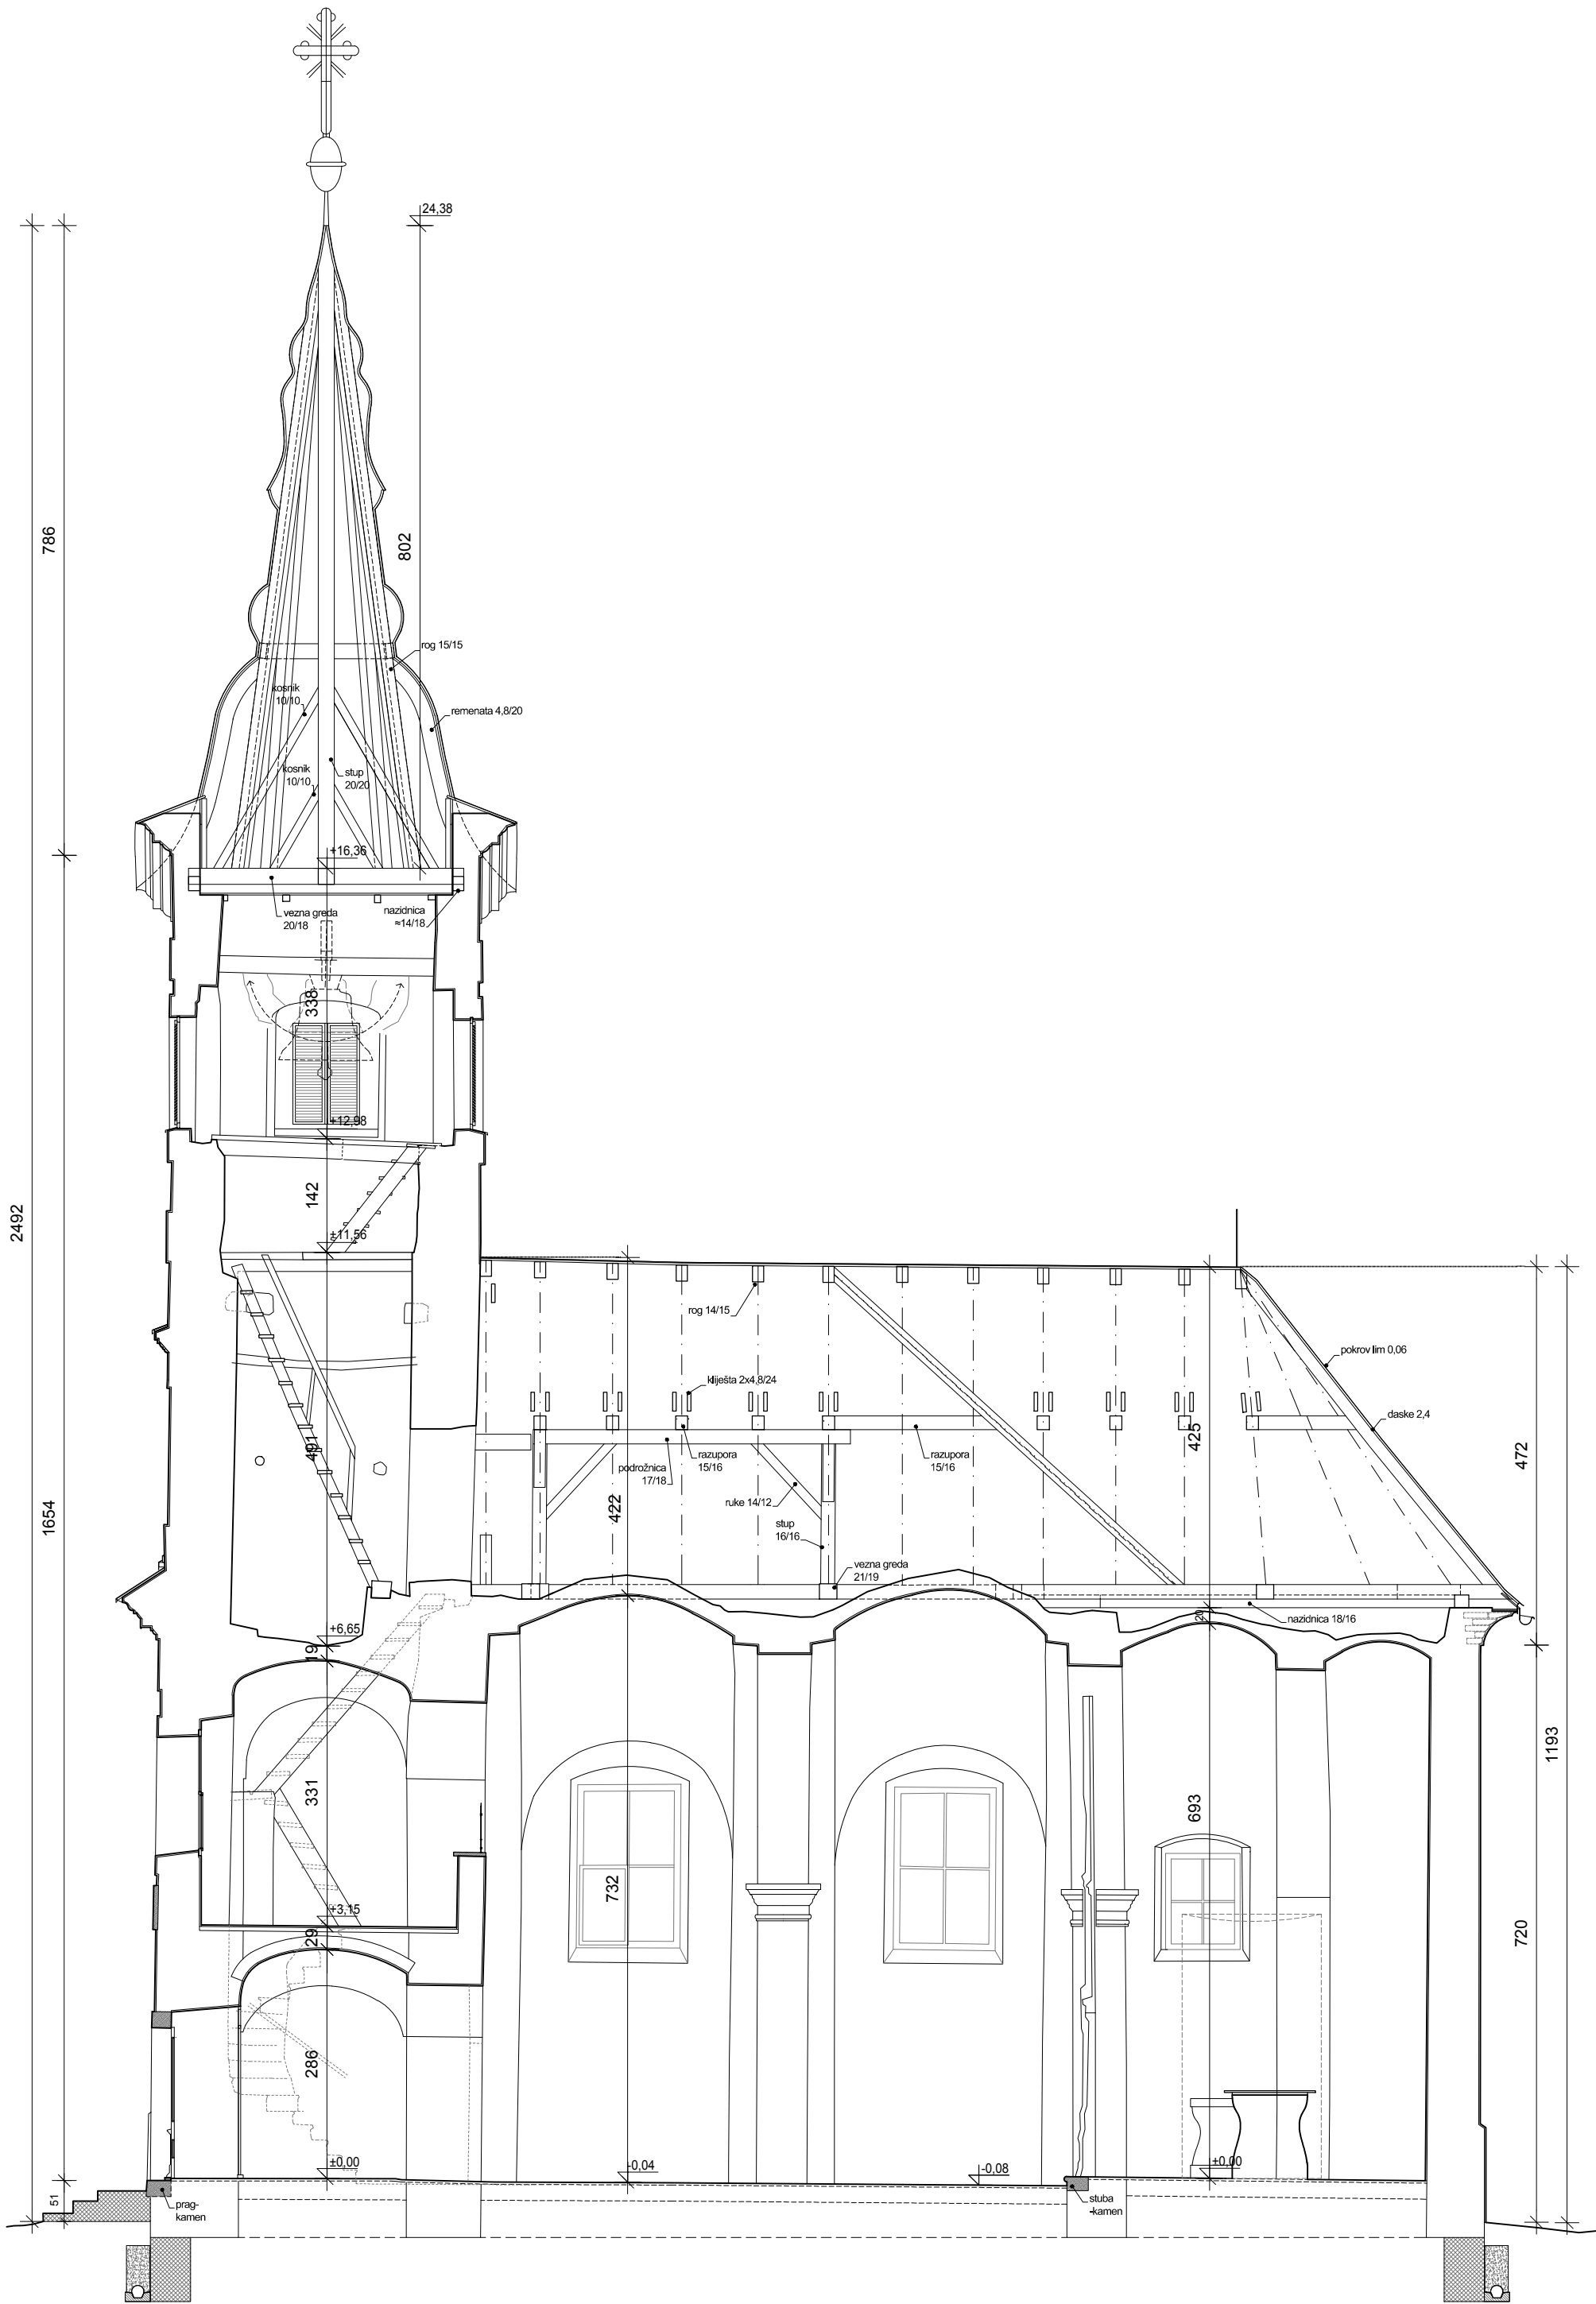 24,38
786
802
rog 15/15
kosnik
10/10
remenata 4,8/20
kosnik
10/10
stup
20/20
+16,36
vezna greda
20/18
nazidnica
≈14/18
338
+12,98
2492
142
±11,56
rog 14/15
pokrov lim 0,06
kliješta 2x4,8/24
daske 2,4
491
425
472
razupora
15/16
razupora
15/16
podrožnica
17/18
1654
422
ruke 14/12
stup
16/16
vezna greda
21/19
20
nazidnica 18/16
+6,65
19
1193
331
693
732
+3,15
29
720
286
±0,00
-0,04
-0,08
±0,00
51
prag-
kamen
stuba
-kamen